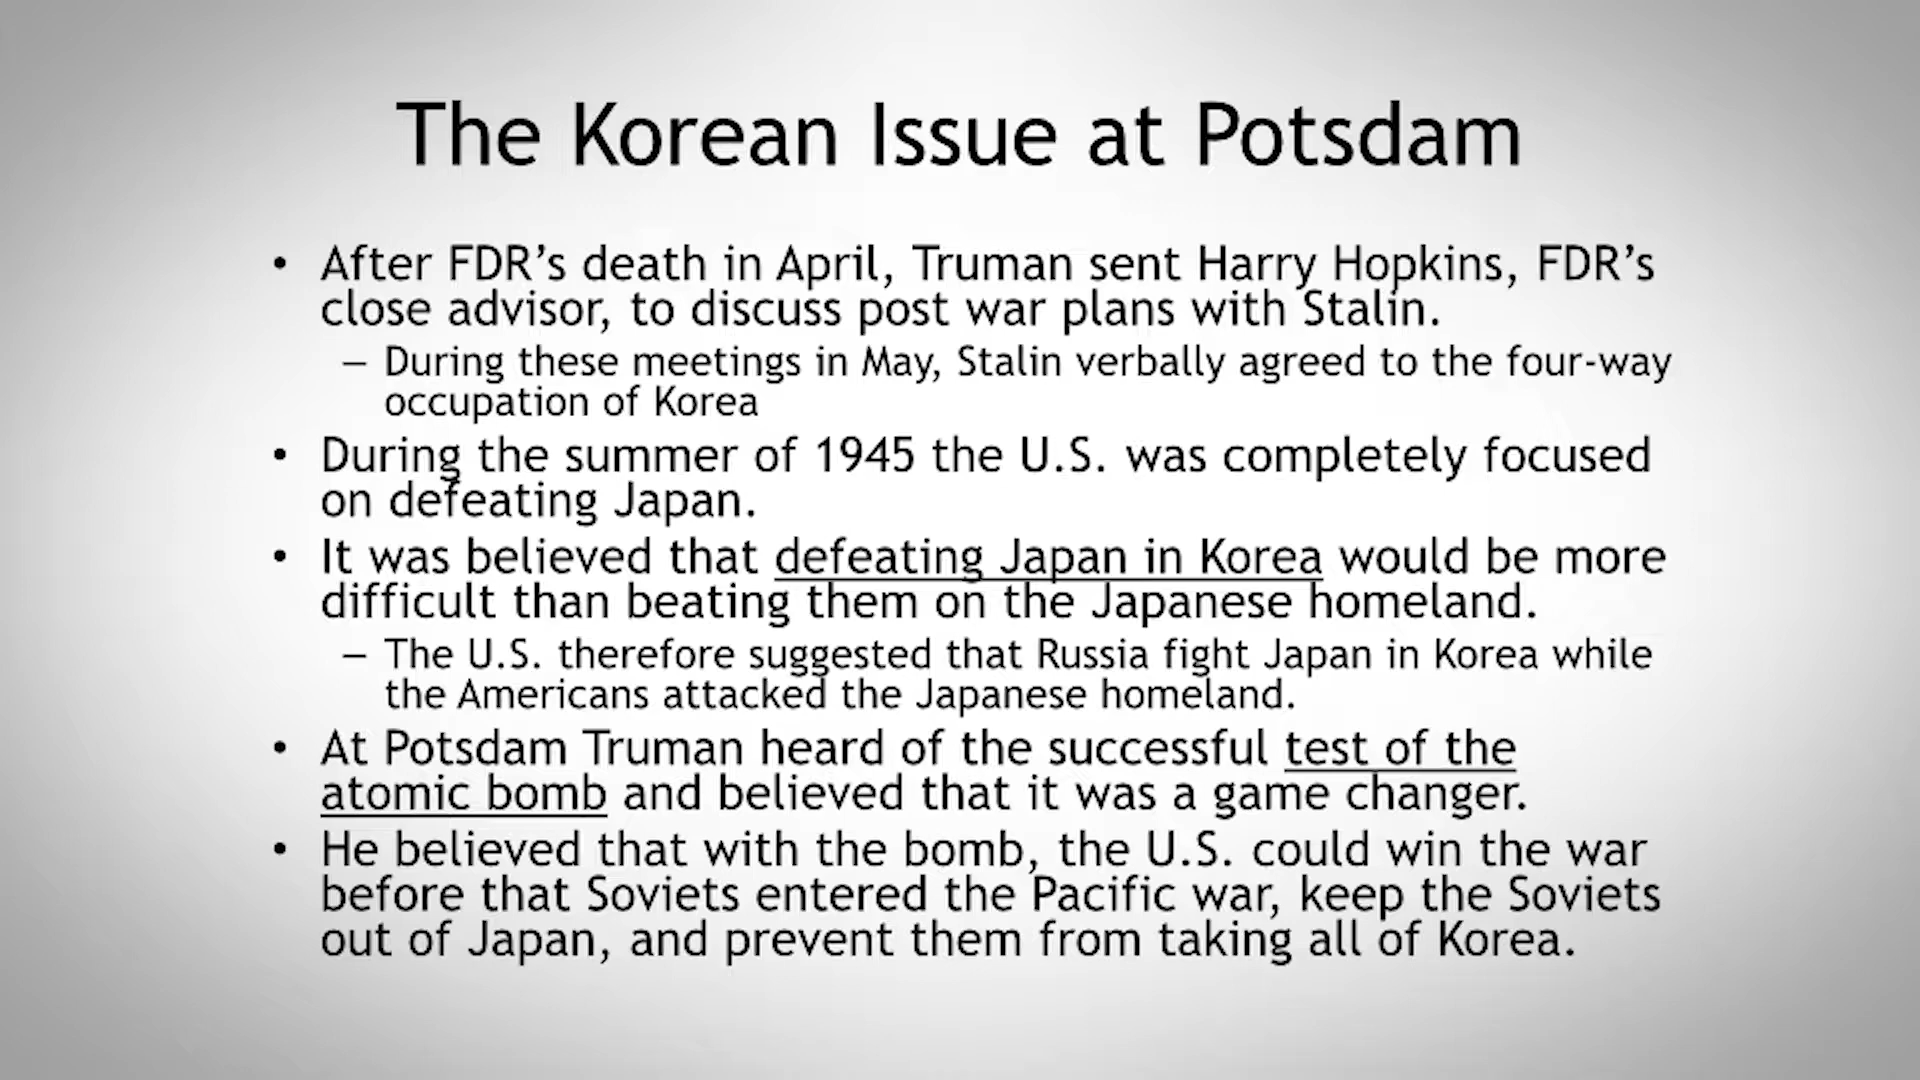 The Korean Issue at Potsdam
• After FDR’s death in April, Truman sent Harry Hopkins, FDR’s
close advisor, to discuss post war plans with Stalin.
– During these meetings in May, Stalin verbally agreed to the four-way
occupation of Korea
• During the summer of 1945 the U.S. was completely focused
on defeating Japan.
• It was believed that defeating Japan in Korea would be more
difficult than beating them on the Japanese homeland.
– The U.S. therefore suggested that Russia fight Japan in Korea while
the Americans attacked the Japanese homeland.
• At Potsdam Truman heard of the successful test of the
atomic bomb and believed that it was a game changer.
• He believed that with the bomb, the U.S. could win the war
before that Soviets entered the Pacific war, keep the Soviets
out of Japan, and prevent them from taking all of Korea.